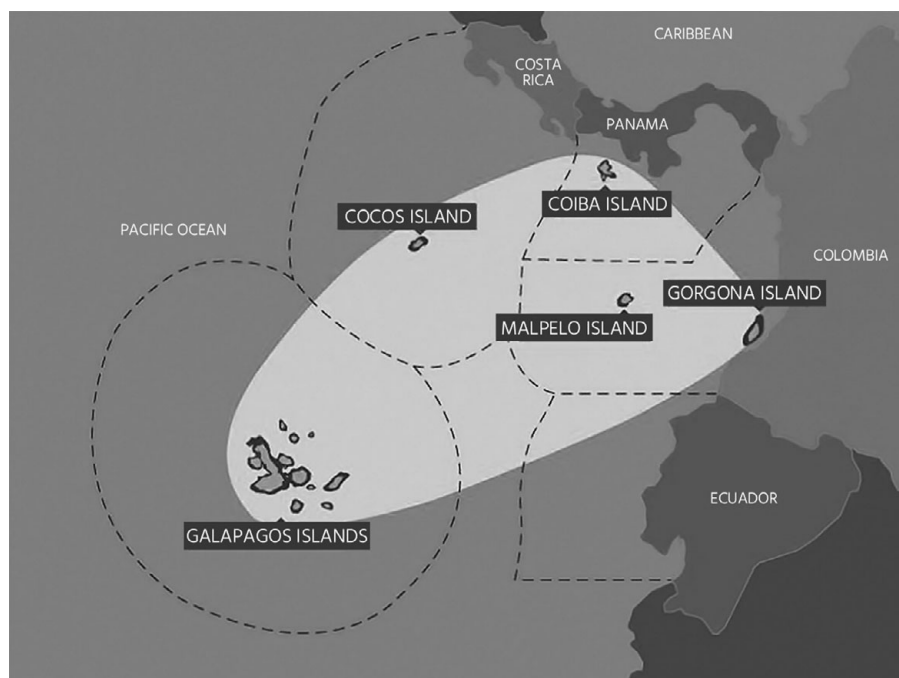 CARIBBEAN
COSTA
RICA
PANAMA
COIBA ISLAND
COCOS ISLAND
PACIFIC OCEAN
COLOMBIA
GORGONA ISLAND
MALPELO ISLAND
ECUADOR
GALAPAGOS ISLANDS